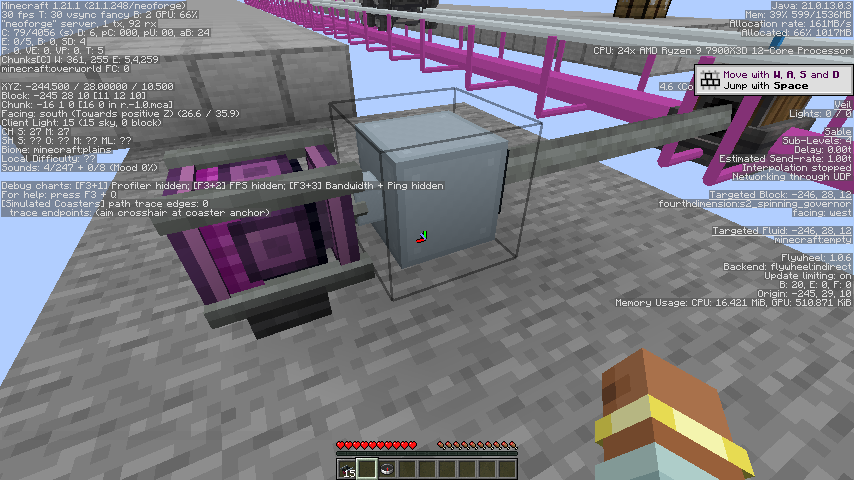 Minecraft 1.21.1 (21.1.248/neoforge)
30 fps T: 30 vsync fancy B: 2 GPU: 66%
"neoforge" server, 1 tx, 92 rx
C: 79/4056 (s) D: 6, pC: 000, pU: 00, aB: 24
E: 0/5, B: 0, SD: 4
P: 0, VE: 0, VP: 0, T: 5
Chunks[C] W: 361, 255 E: 5,4,259
minecraft:overworld FC: 0
XYZ: -244.500 / 28.00000 / 10.500
Block: -245 28 10 [11 12 10]
Chunk: -16 1 0 [16 0 in r.-1.0.mca]
Facing: south (Towards positive Z) (26.6 / 35.9)
Client Light: 15 (15 sky, 0 block)
CH S: 27 M: 27
SH S: ?? O: ?? M: ?? ML: ??
Biome: minecraft:plains
Local Difficulty: ??
Sounds: 4/247 + 0/8 (Mood 0%)
Debug charts: [F3+1] Profiler hidden; [F3+2] FPS hidden; [F3+3] Bandwidth + Ping hidden
For help: press F3 + Q
[Simulated Coasters] path trace edges: 0
trace endpoints: (aim crosshair at coaster anchor)
Java: 21.0.13.0.3
Mem: 39% 599/1536MB
Allocation rate: 161MB/s
Allocated: 66% 1017MB
CPU: 24x AMD Ryzen 9 7900X3D 12-Core Processor
Move with W, A, S and D
Jump with Space
4.6 (Co
Veil
Lights: 0 / 0
Sable
Sub-Levels: 4
Delay: 0.00t
Estimated Send-rate: 1.00t
Interpolation stopped
Networking through UDP
Targeted Block: -246, 28, 12
fourthdimension:s2_spinning_governor
facing: west
Targeted Fluid: -246, 28, 12
minecraft:empty
Flywheel: 1.0.6
Backend: flywheel:indirect
Update limiting: on
B: 20, E: 0, F: 0
Origin: -245, 29, 10
Memory Usage: CPU: 16.421 MiB, GPU: 510.871 KiB
15